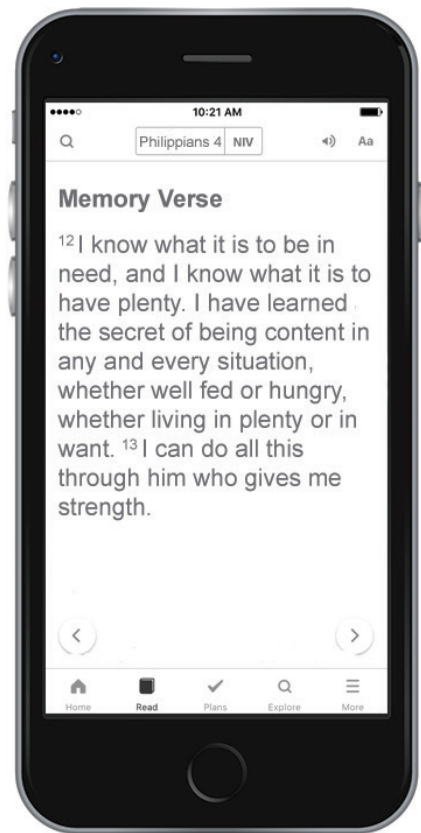 10:21 AM
Philippians 4 NIV Aa
Memory Verse
12 I know what it is to be in
need, and I know what it is to
have plenty. I have learned
the secret of being content in
any and every situation,
whether well fed or hungry,
whether living in plenty or in
want. 13 I can do all this
through him who gives me
strength.
Home Read Plans Explore More